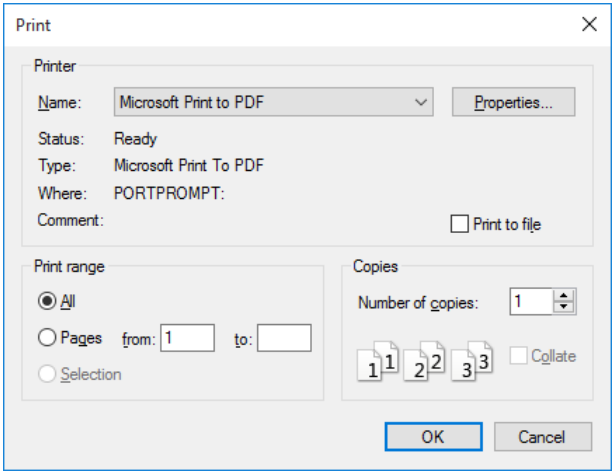 Print
Printer
Name: Microsoft Print to PDF Properties...
Status: Ready
Type: Microsoft Print To PDF
Where: PORTPROMPT:
Comment: Print to file
Print range Copies
All Number of copies: 1
Pages from: 1 to:
1 1 2 2 3 3 Collate
Selection
OK Cancel